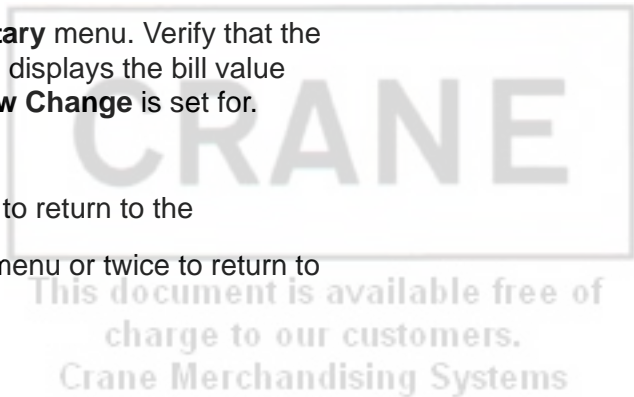 tary menu. Verify that the
displays the bill value
w Change is set for.
to return to the
menu or twice to return to
CRANE
This document is available free of
charge to our customers.
Crane Merchandising Systems